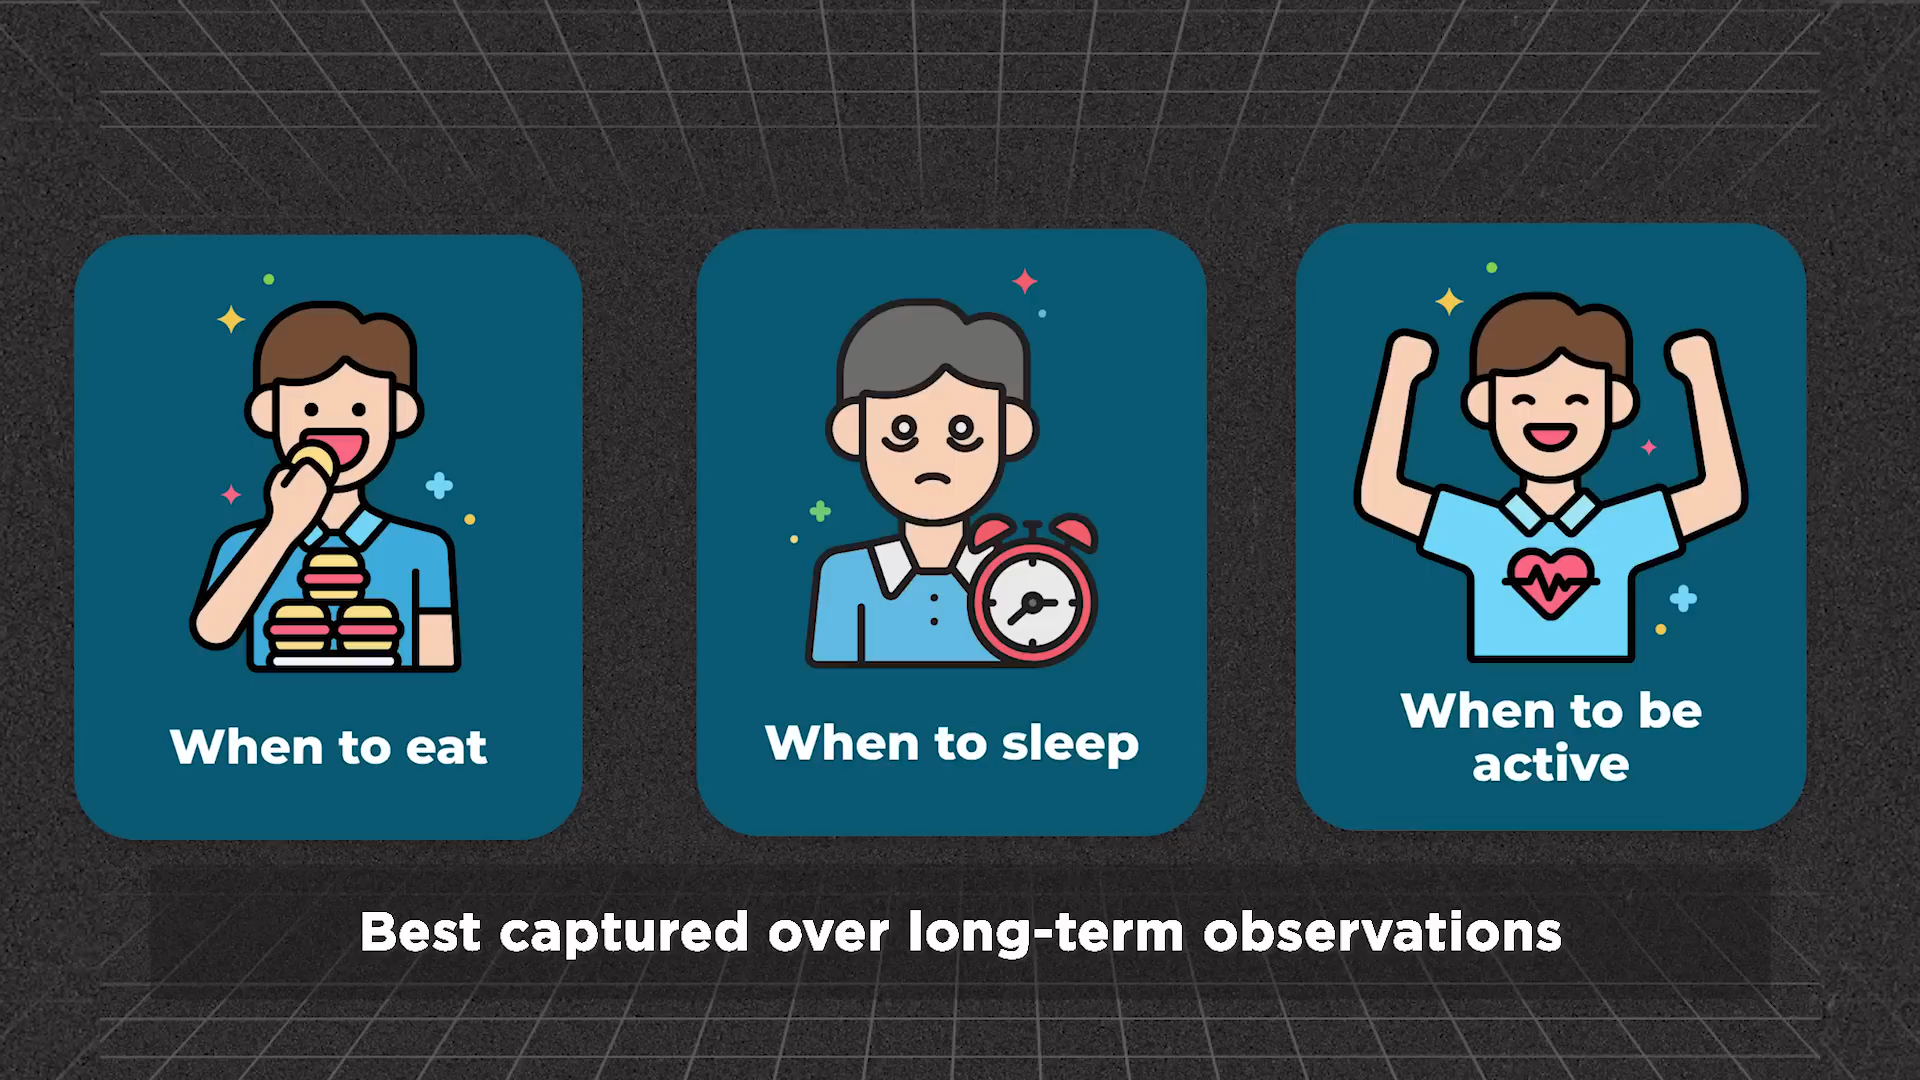 When to eat
When to sleep
When to be
active
Best captured over long-term observations